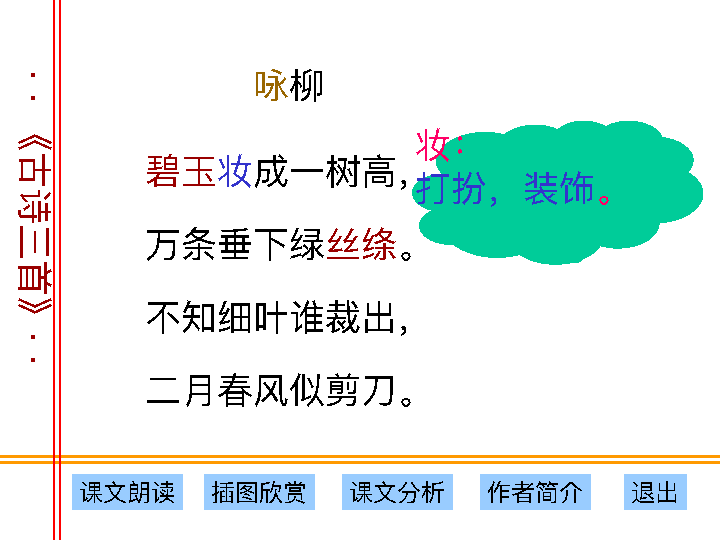 ：《古诗三首》：
咏柳
碧玉妆成一树高，
万条垂下绿丝绦。
不知细叶谁裁出，
二月春风似剪刀。
妆：
打扮，装饰。
课文朗读
插图欣赏
课文分析
作者简介
退出